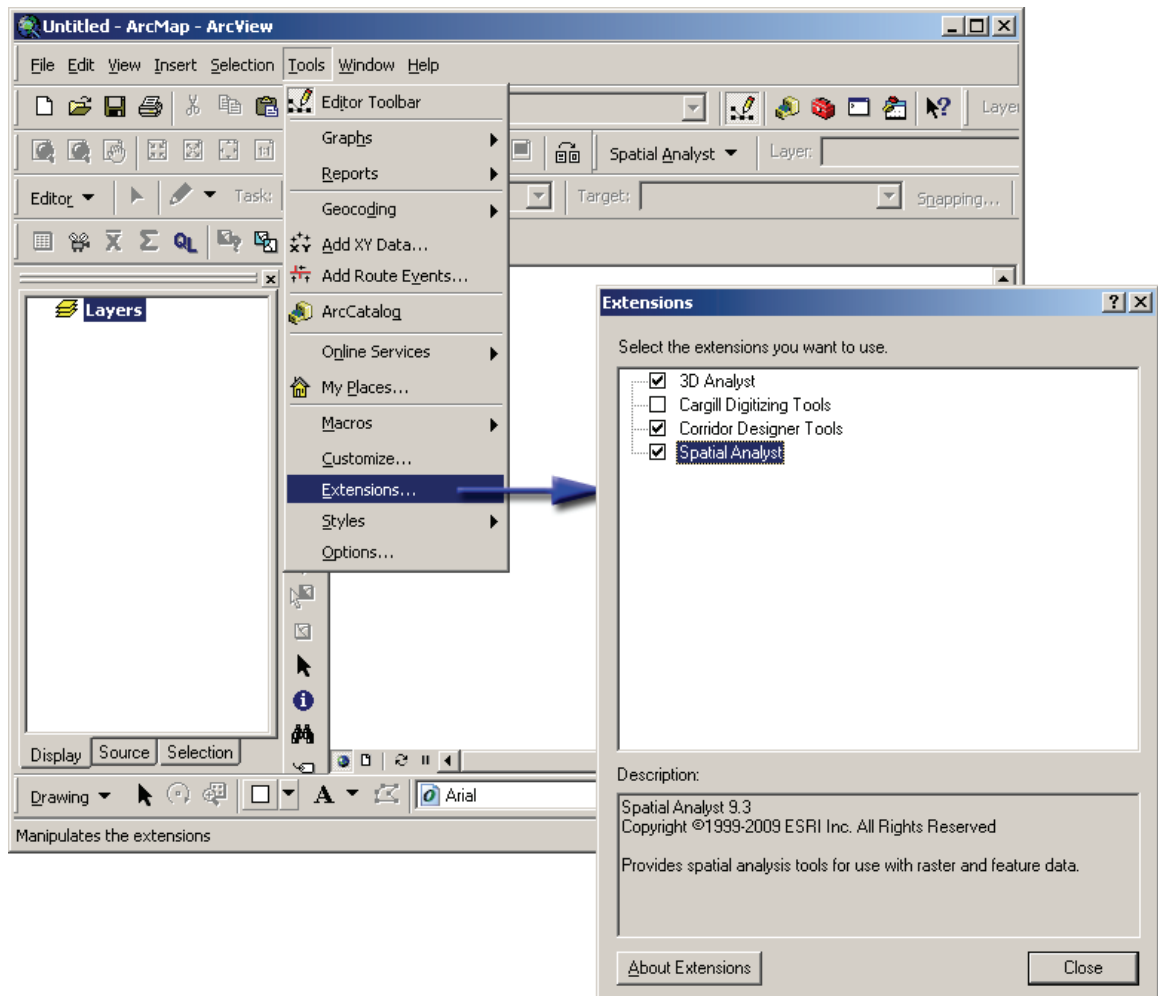 Untitled - ArcMap - ArcView
File Edit View Insert Selection Tools Window Help
Editor Toolbar
Graphs
Reports
Geocoding
Add XY Data...
Add Route Events...
ArcCatalog
Online Services
My Places...
Macros
Customize...
Extensions...
Styles
Options...
Spatial Analyst
Layer:
Editor
Task:
Target:
Snapping...
QL
Layers
Display Source Selection
Drawing
A
Arial
Manipulates the extensions
Extensions
Select the extensions you want to use.
3D Analyst
Cargill Digitizing Tools
Corridor Designer Tools
Spatial Analyst
Description:
Spatial Analyst 9.3
Copyright ©1999-2009 ESRI Inc. All Rights Reserved
Provides spatial analysis tools for use with raster and feature data.
About Extensions
Close